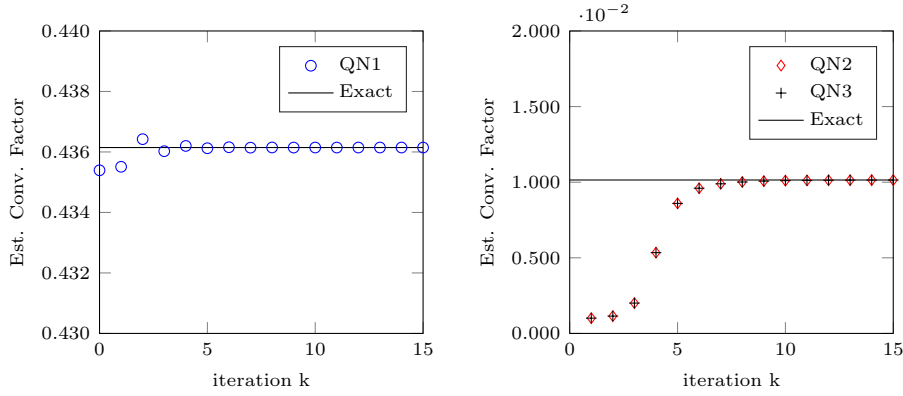 0.440
0.438
0.436
0.434
0.432
0.430
Est. Conv. Factor
0
5
10
15
iteration k
QN1
Exact
·10−2
2.000
1.500
1.000
0.500
0.000
Est. Conv. Factor
0
5
10
15
iteration k
QN2
QN3
Exact